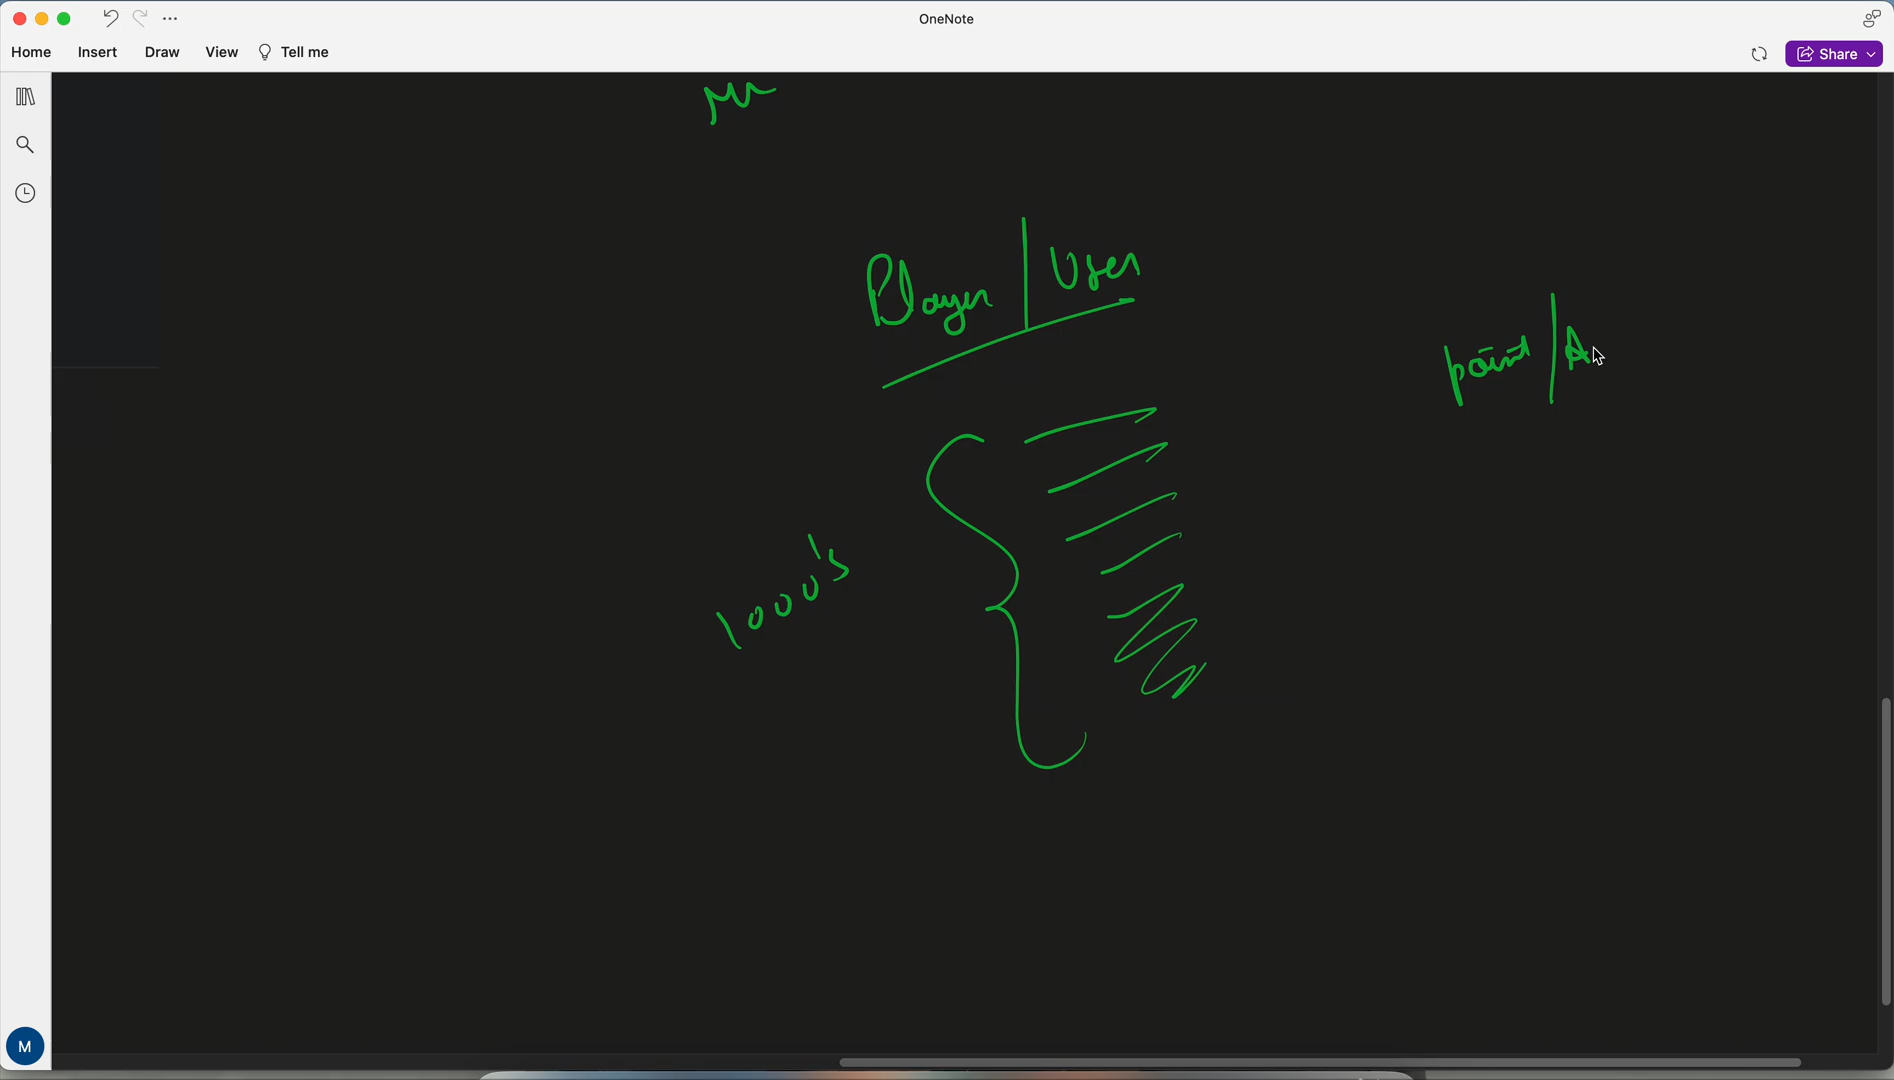 OneNote
Home Insert Draw View Tell me
Share
Player | User
point | A
1000's
M